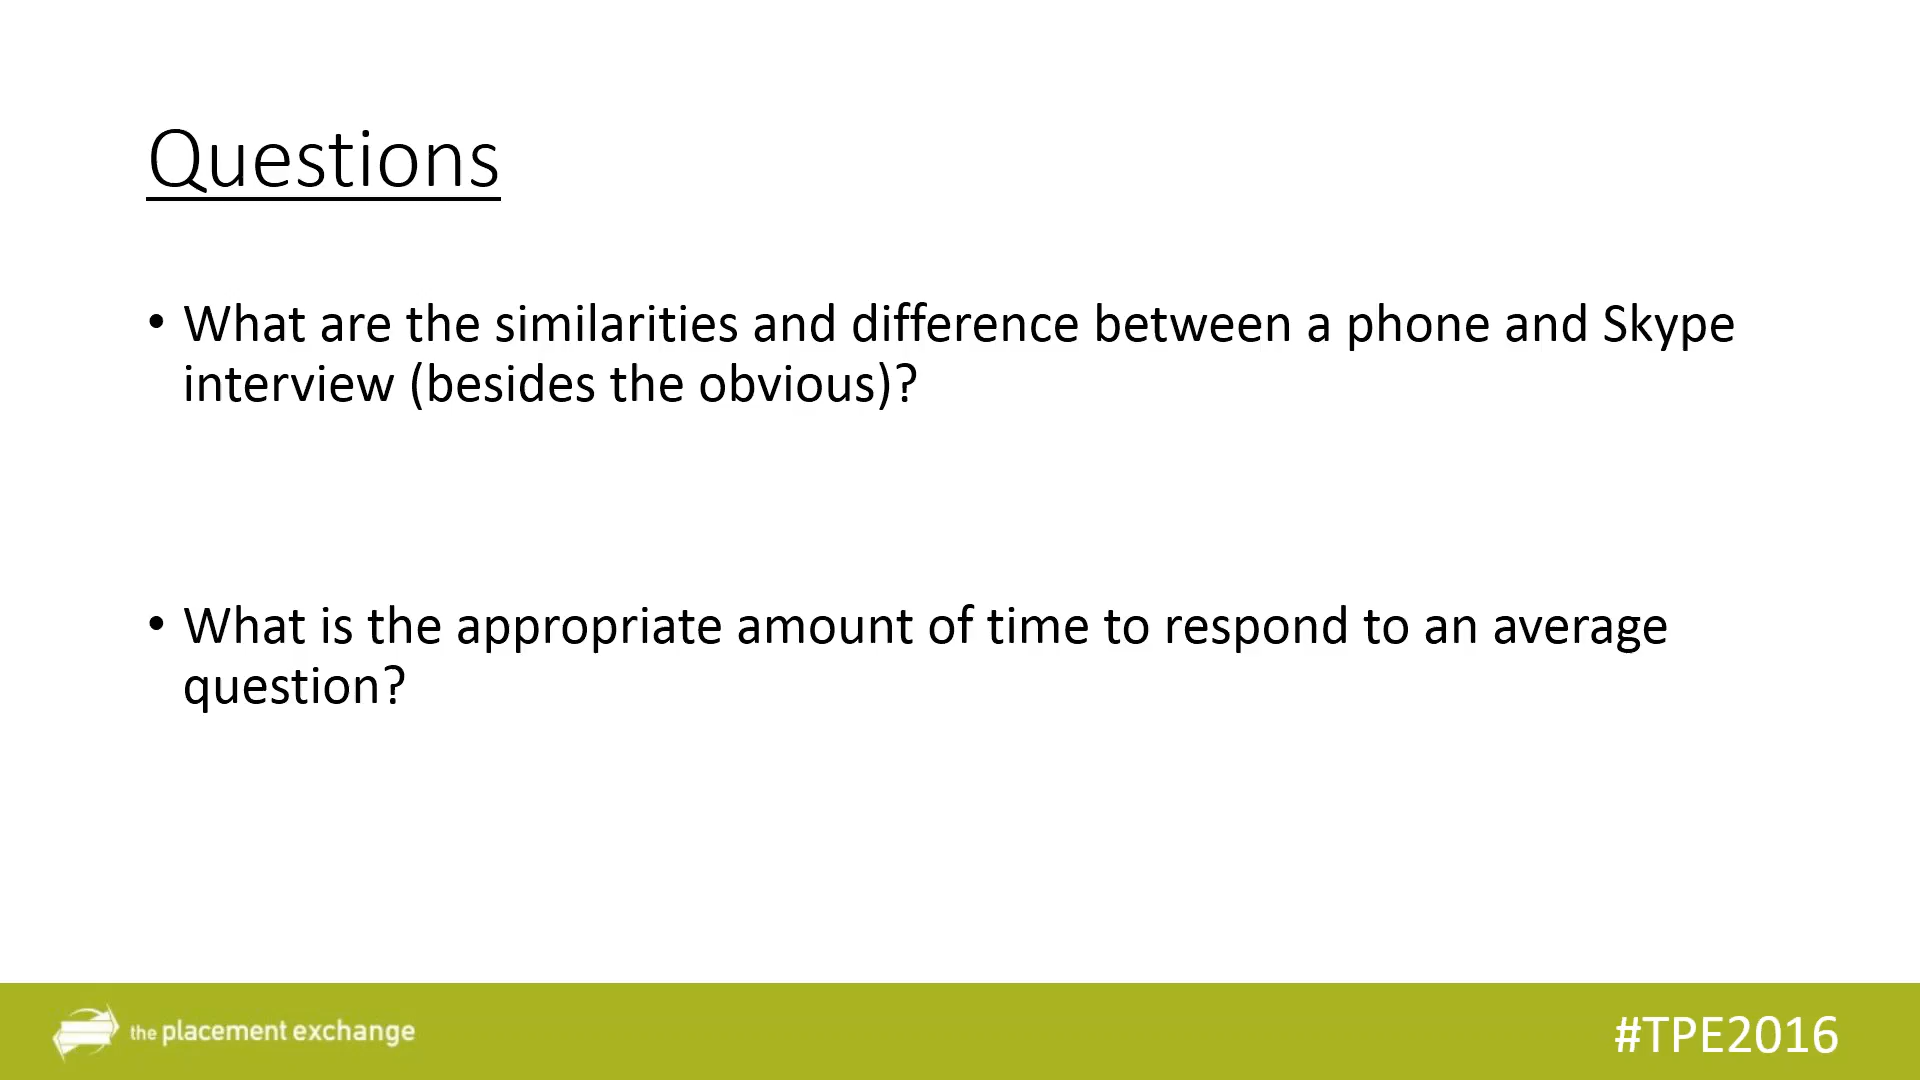 Questions
• What are the similarities and difference between a phone and Skype
interview (besides the obvious)?
• What is the appropriate amount of time to respond to an average
question?
the placement exchange
#TPE2016